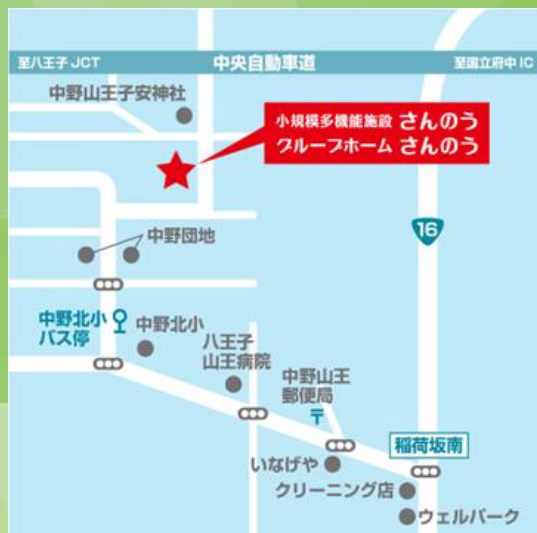 至八王子JCT
中央自動車道
至国立府中IC
中野山王子安神社
小規模多機能施設 さんのう
グループホーム さんのう
16
中野団地
中野北小
バス停
中野北小
八王子
山王病院
中野山王
郵便局
〒
稲荷坂南
いなげや
クリーニング店
ウェルパーク